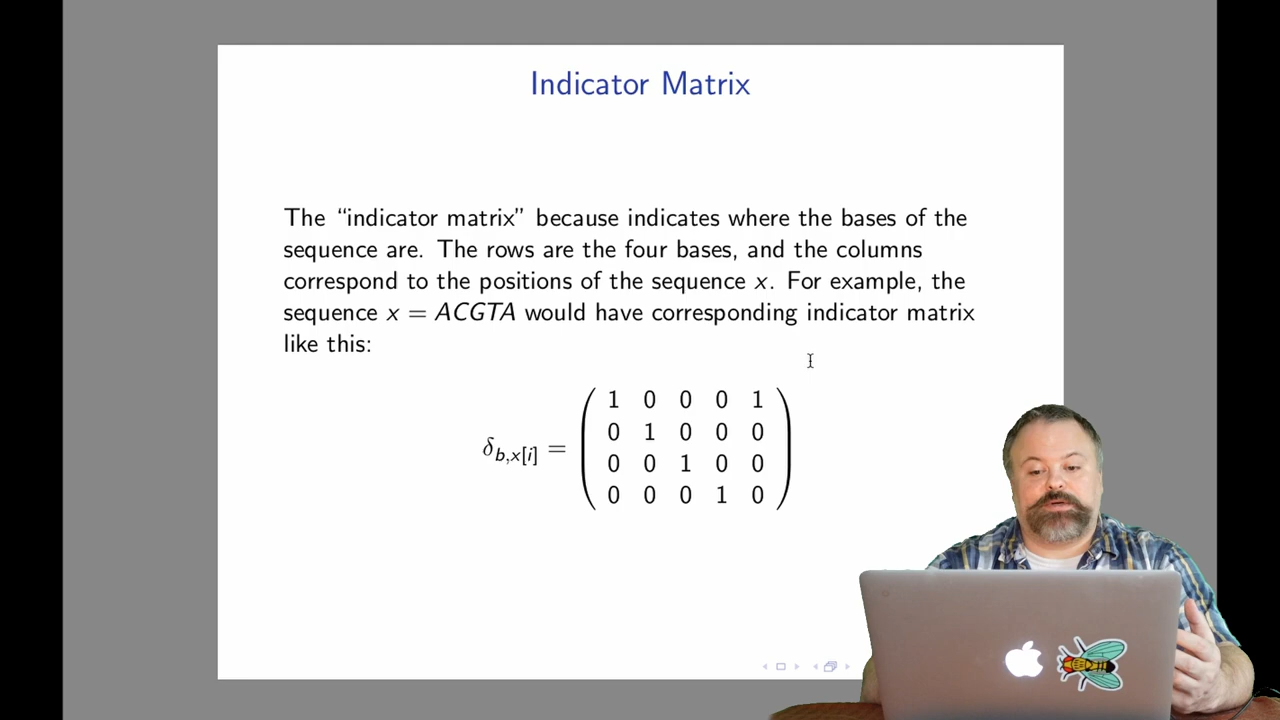 Indicator Matrix
The “indicator matrix” because indicates where the bases of the
sequence are. The rows are the four bases, and the columns
correspond to the positions of the sequence x. For example, the
sequence x = ACGTA would have corresponding indicator matrix
like this:
1 0 0 0 1
0 1 0 0 0
δb,x[i] =
0 0 1 0 0
0 0 0 1 0